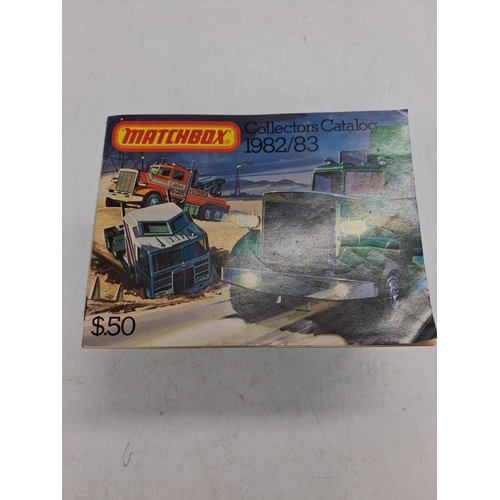 MATCHBOX®
Collectors Catalog
1982/83
$.50